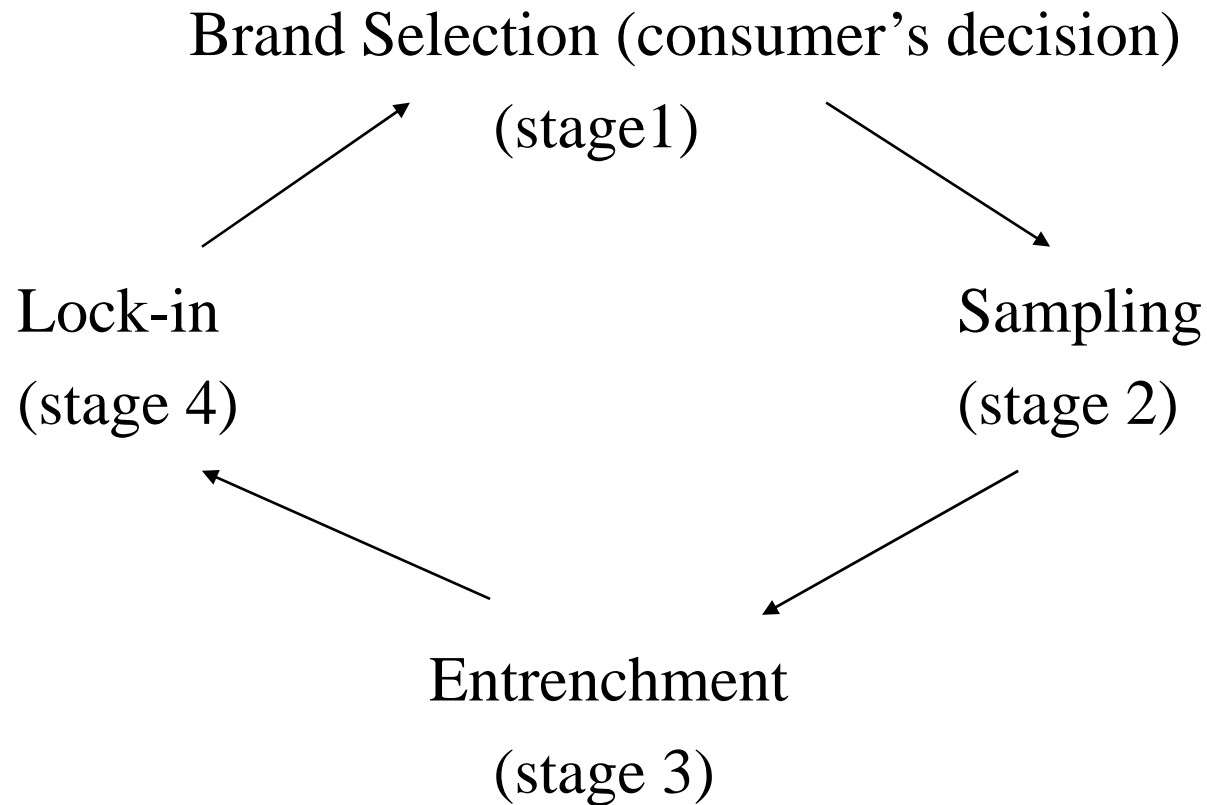 Brand Selection (consumer’s decision)
(stage1)
Lock-in
(stage 4)
Sampling
(stage 2)
Entrenchment
(stage 3)